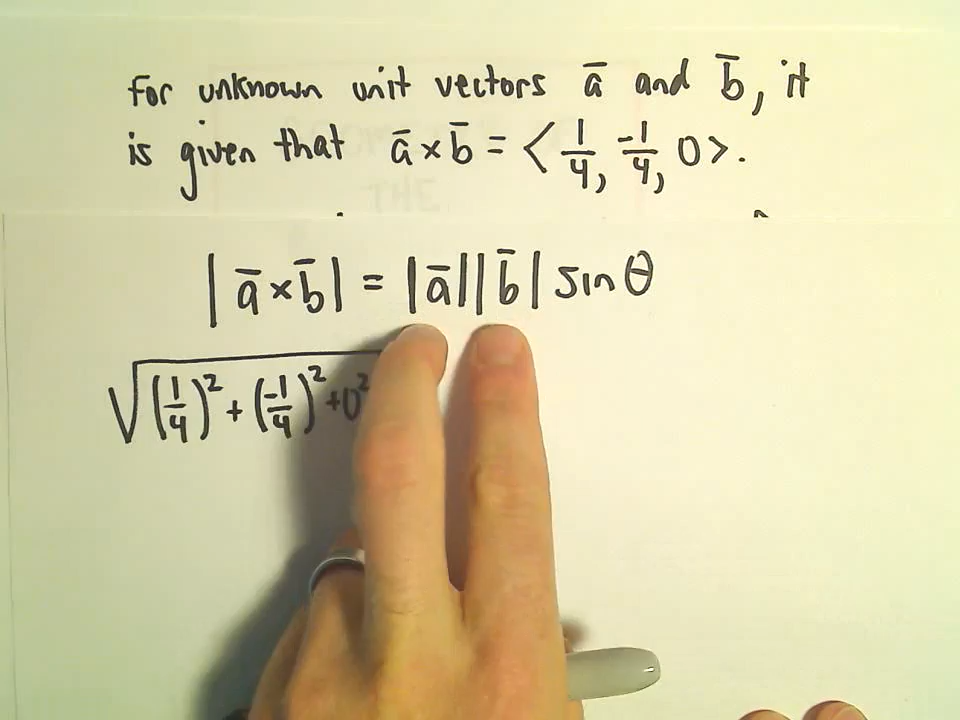 For unknown unit vectors a̅ and b̅, it
is given that a̅ × b̅ = < 1/4, -1/4, 0 >.
| a̅ × b̅ | = | a̅ | | b̅ | sin θ
√((1/4)² + (-1/4)² + 0²